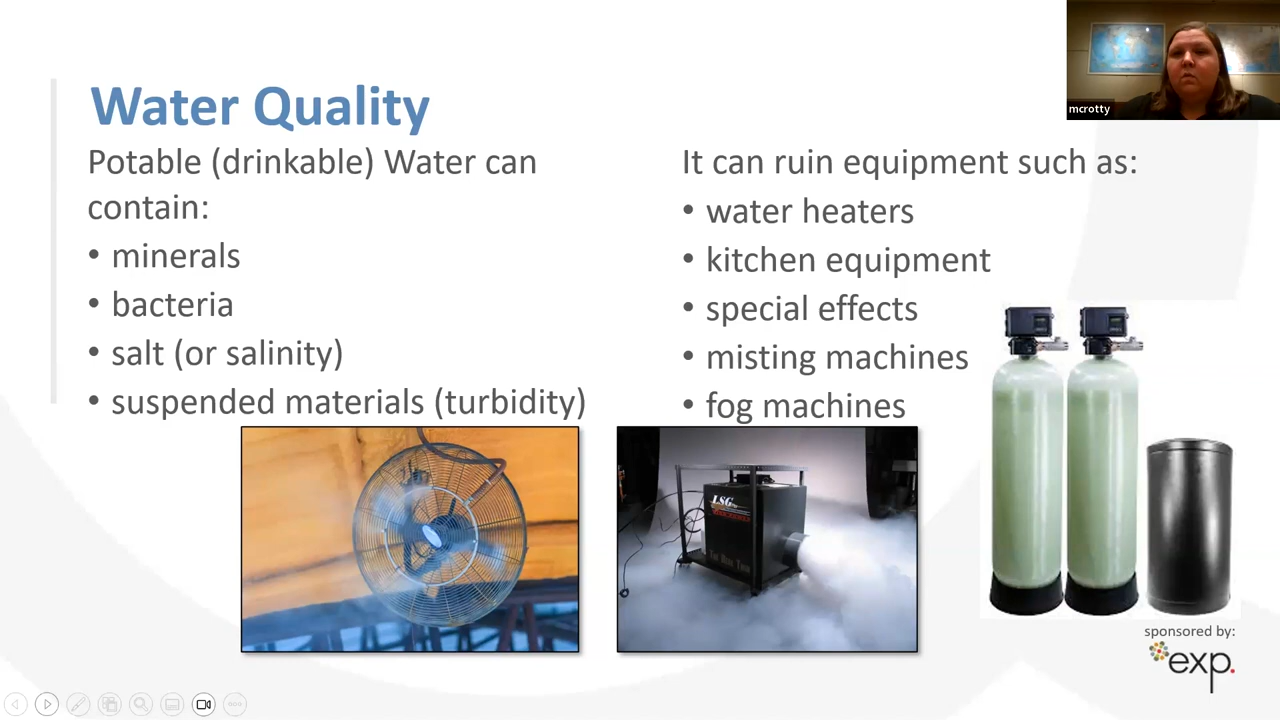 mcrotty
Water Quality
Potable (drinkable) Water can
contain:
• minerals
• bacteria
• salt (or salinity)
• suspended materials (turbidity)
It can ruin equipment such as:
• water heaters
• kitchen equipment
• special effects
• misting machines
• fog machines
LSG
sponsored by:
exp.